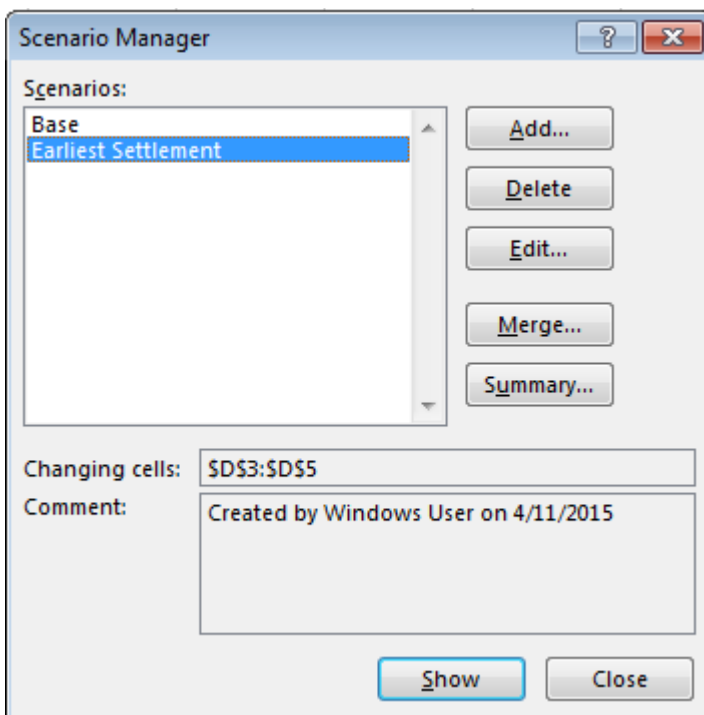 Scenario Manager
?
Scenarios:
Base
Earliest Settlement
Add...
Delete
Edit...
Merge...
Summary...
Changing cells: $D$3:$D$5
Comment: Created by Windows User on 4/11/2015
Show Close